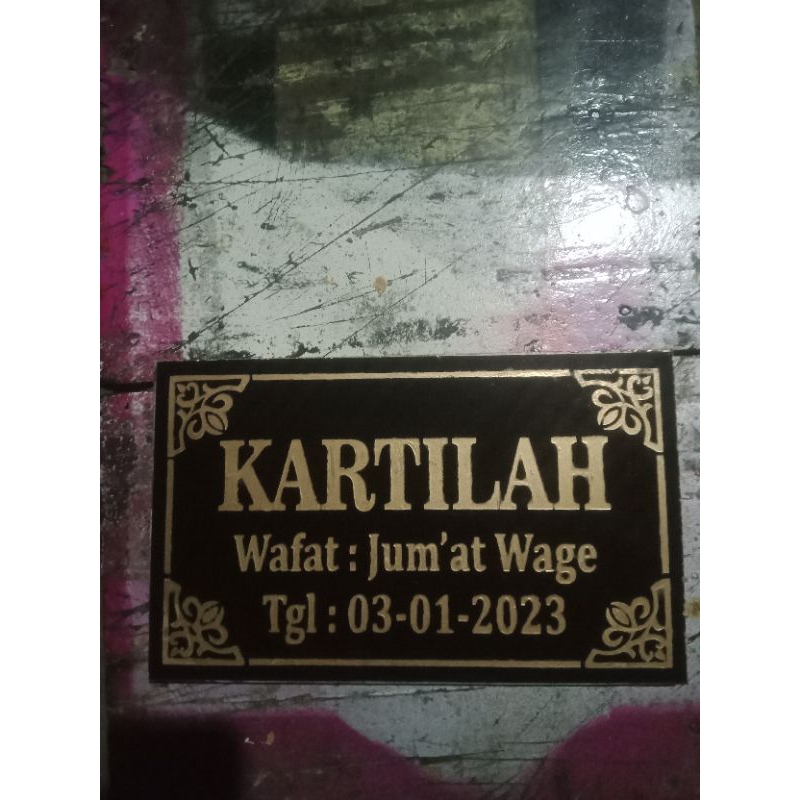 KARTILAH
Wafat : Jum'at Wage
Tgl : 03-01-2023